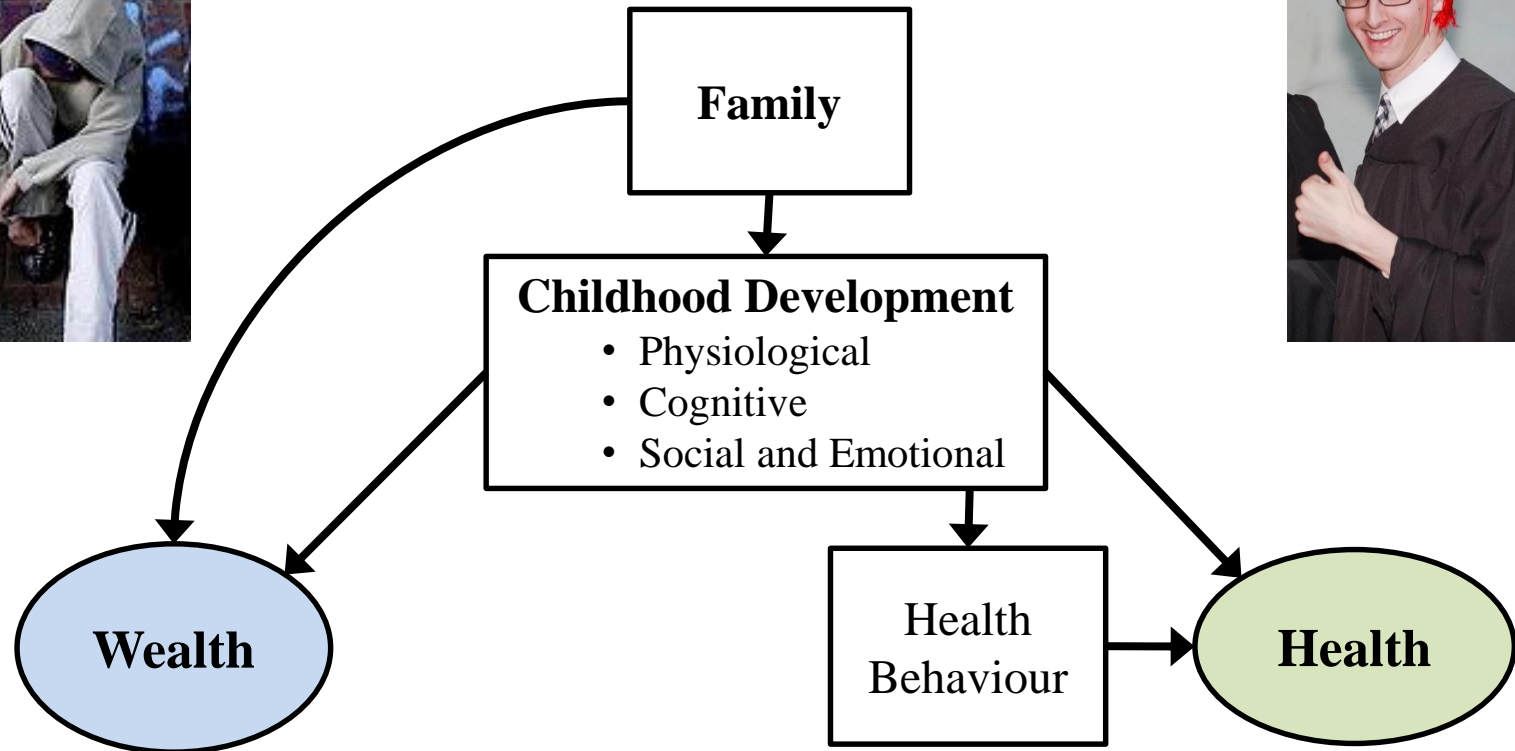 Family
Childhood Development
• Physiological
• Cognitive
• Social and Emotional
Wealth
Health
Behaviour
Health